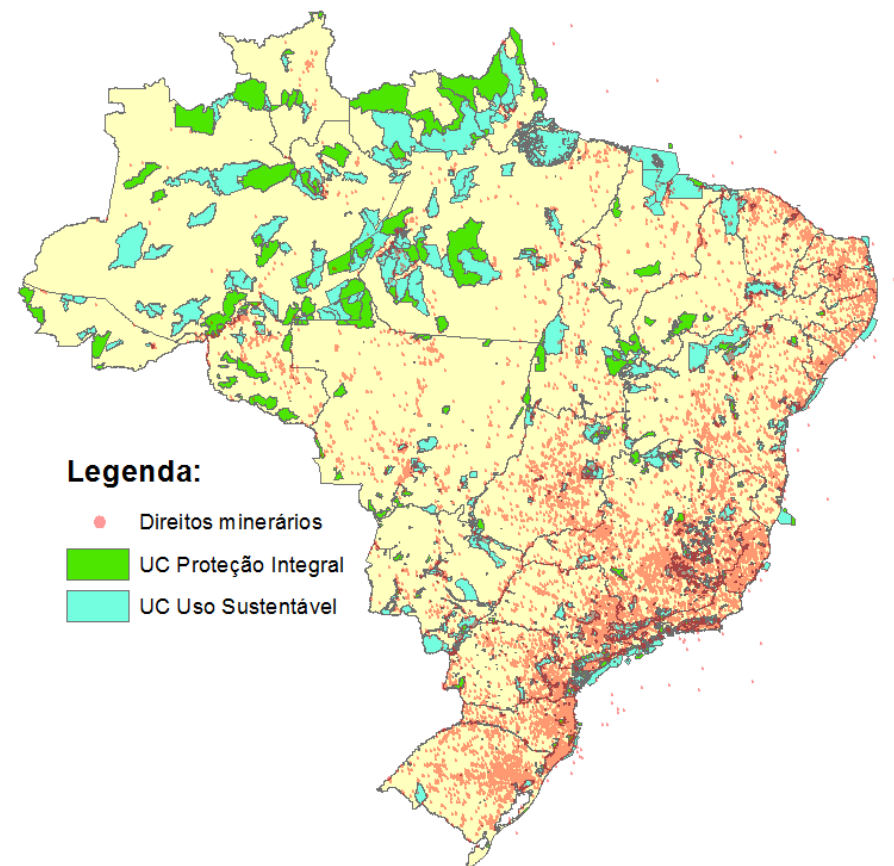 Legenda:
Direitos minerários
UC Proteção Integral
UC Uso Sustentável